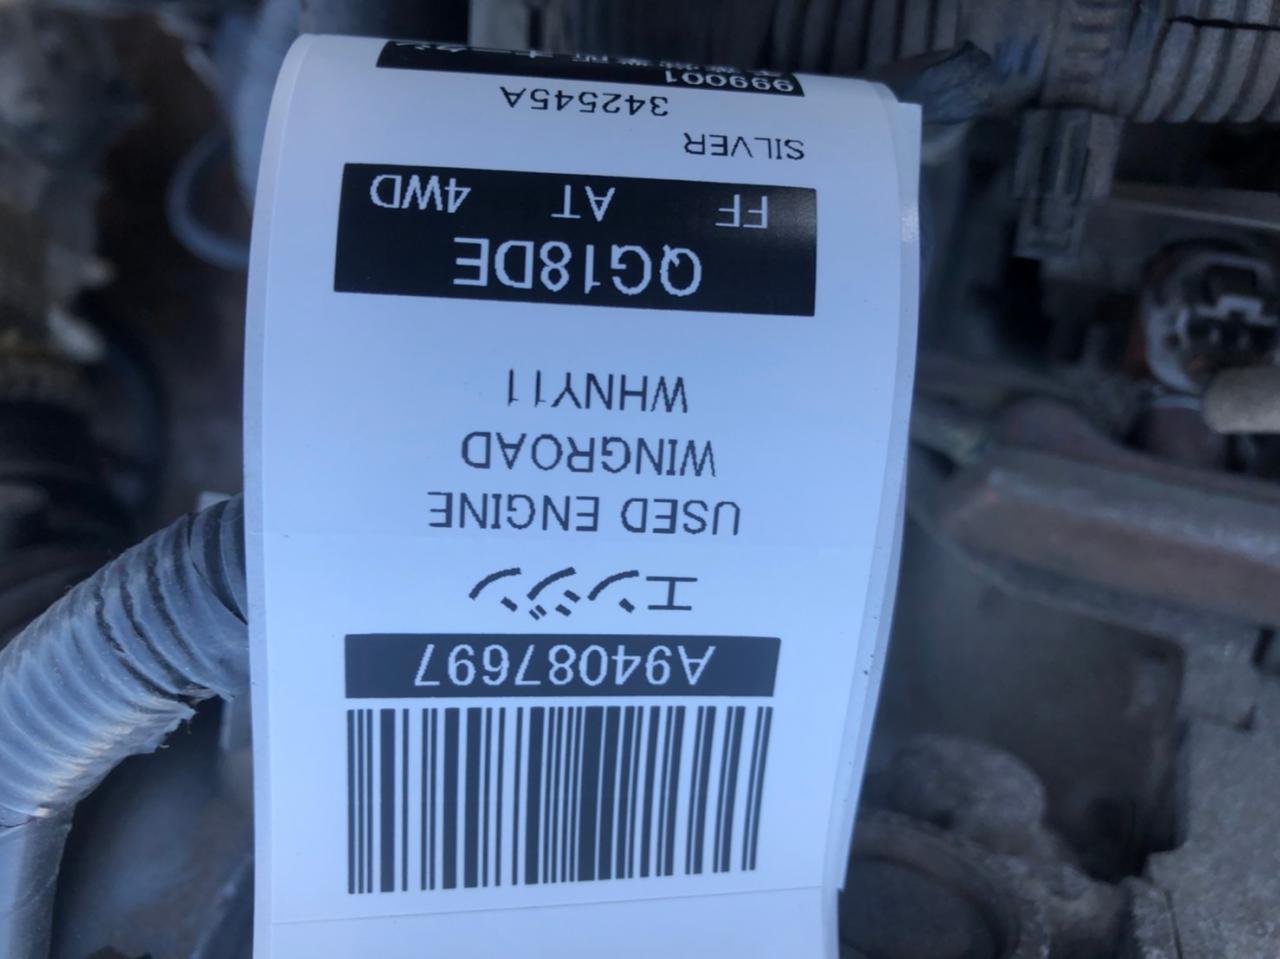 A94087697
エンジン
USED ENGINE
WINGROAD
WHNY11
QG18DE
FF AT 4WD
SILVER
342545A
999001